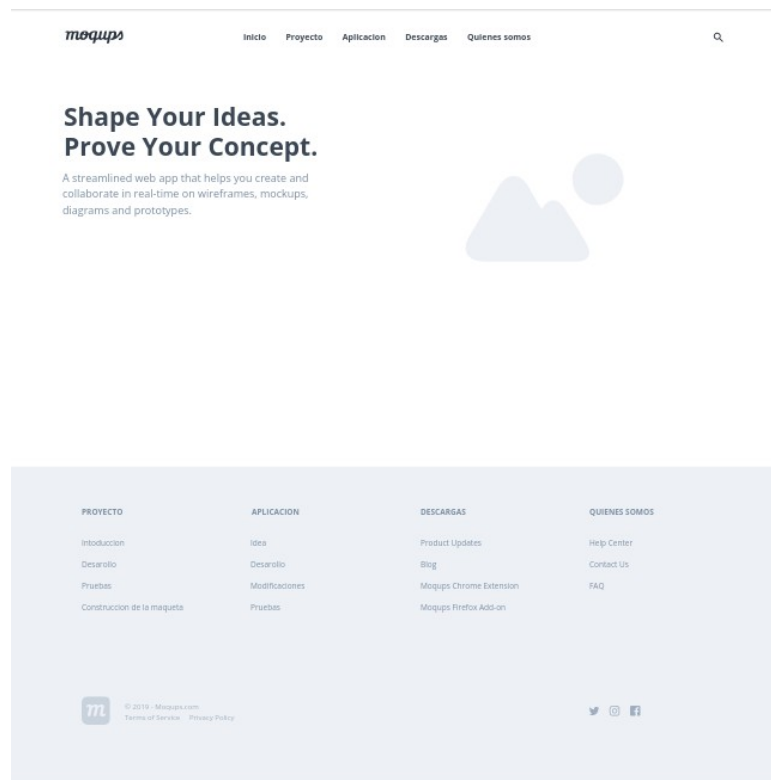 moqups
Inicio Proyecto Aplicacion Descargas Quienes somos
Shape Your Ideas.
Prove Your Concept.
A streamlined web app that helps you create and
collaborate in real-time on wireframes, mockups,
diagrams and prototypes.
PROYECTO APLICACION DESCARGAS QUIENES SOMOS
Intoduccion Idea Product Updates Help Center
Desarollo Desarollo Blog Contact Us
Pruebas Modificaciones Moqups Chrome Extension FAQ
Construccion de la maqueta Pruebas Moqups Firefox Add-on
m
© 2019 - Moqups.com
Terms of Service Privacy Policy